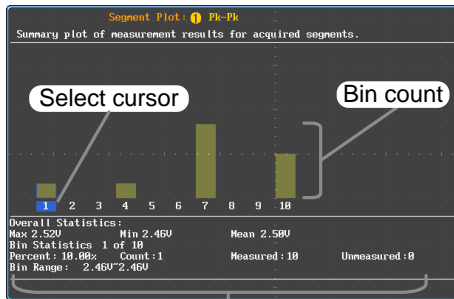 Segment Plot: 1 Pk-Pk
Summary plot of measurement results for acquired segments.
Select cursor
Bin count
1 2 3 4 5 6 7 8 9 10
Overall Statistics:
Max 2.52V Min 2.46V Mean 2.50V
Bin Statistics 1 of 10
Percent: 10.00% Count:1 Measured:10 Unmeasured:0
Bin Range: 2.46V~2.46V